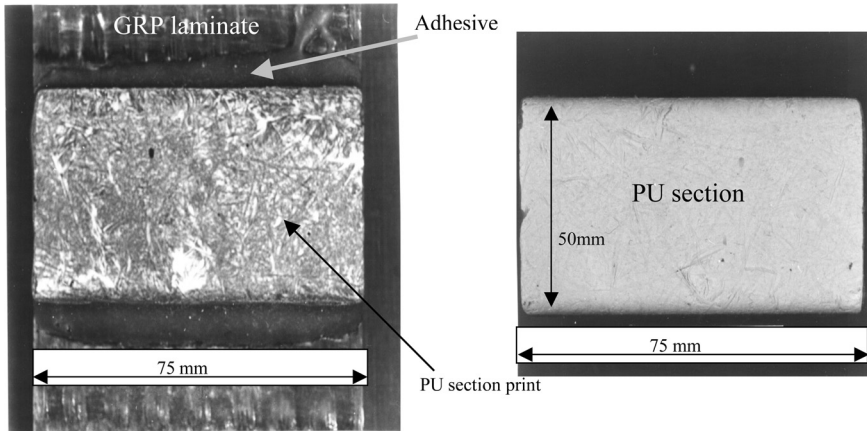 GRP laminate
Adhesive
PU section
50mm
75 mm
75 mm
PU section print